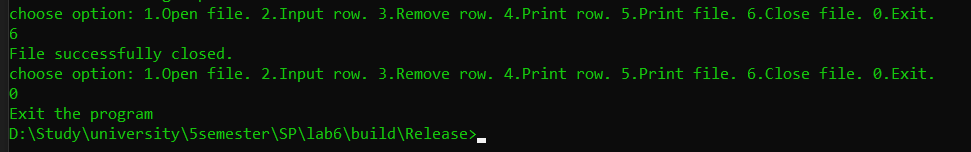 choose option: 1.Open file. 2.Input row. 3.Remove row. 4.Print row. 5.Print file. 6.Close file. 0.Exit.
6
File successfully closed.
choose option: 1.Open file. 2.Input row. 3.Remove row. 4.Print row. 5.Print file. 6.Close file. 0.Exit.
0
Exit the program
D:\Study\university\5semester\SP\lab6\build\Release>